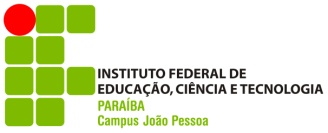 INSTITUTO FEDERAL DE
EDUCAÇÃO, CIÊNCIA E TECNOLOGIA
PARAÍBA
Campus João Pessoa